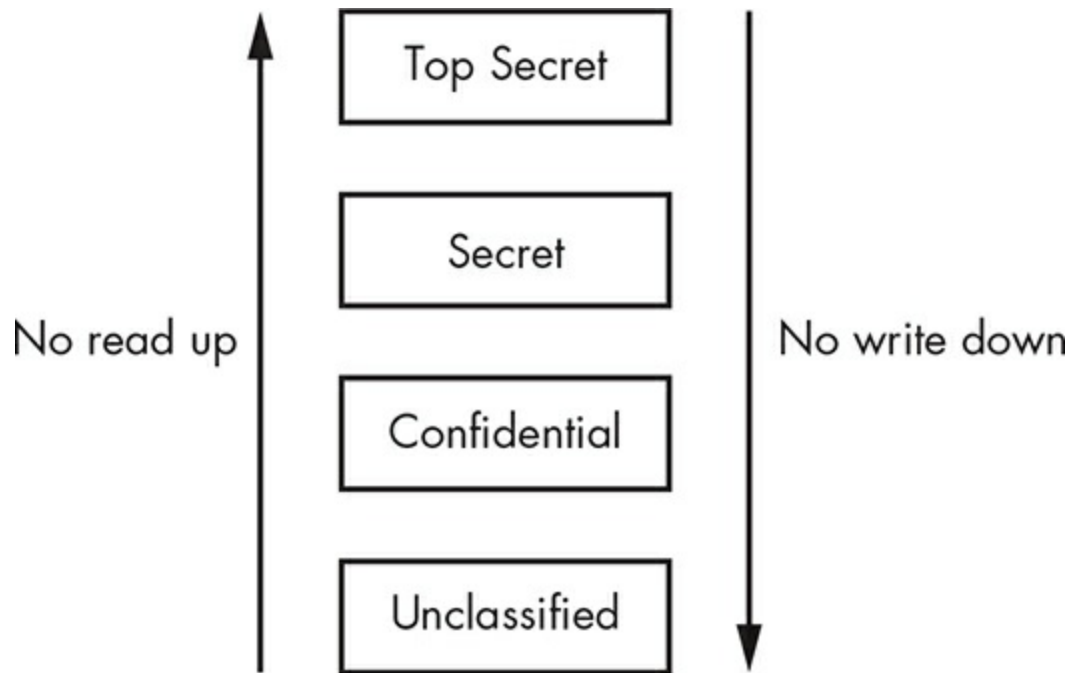 Top Secret
Secret
No read up
No write down
Confidential
Unclassified